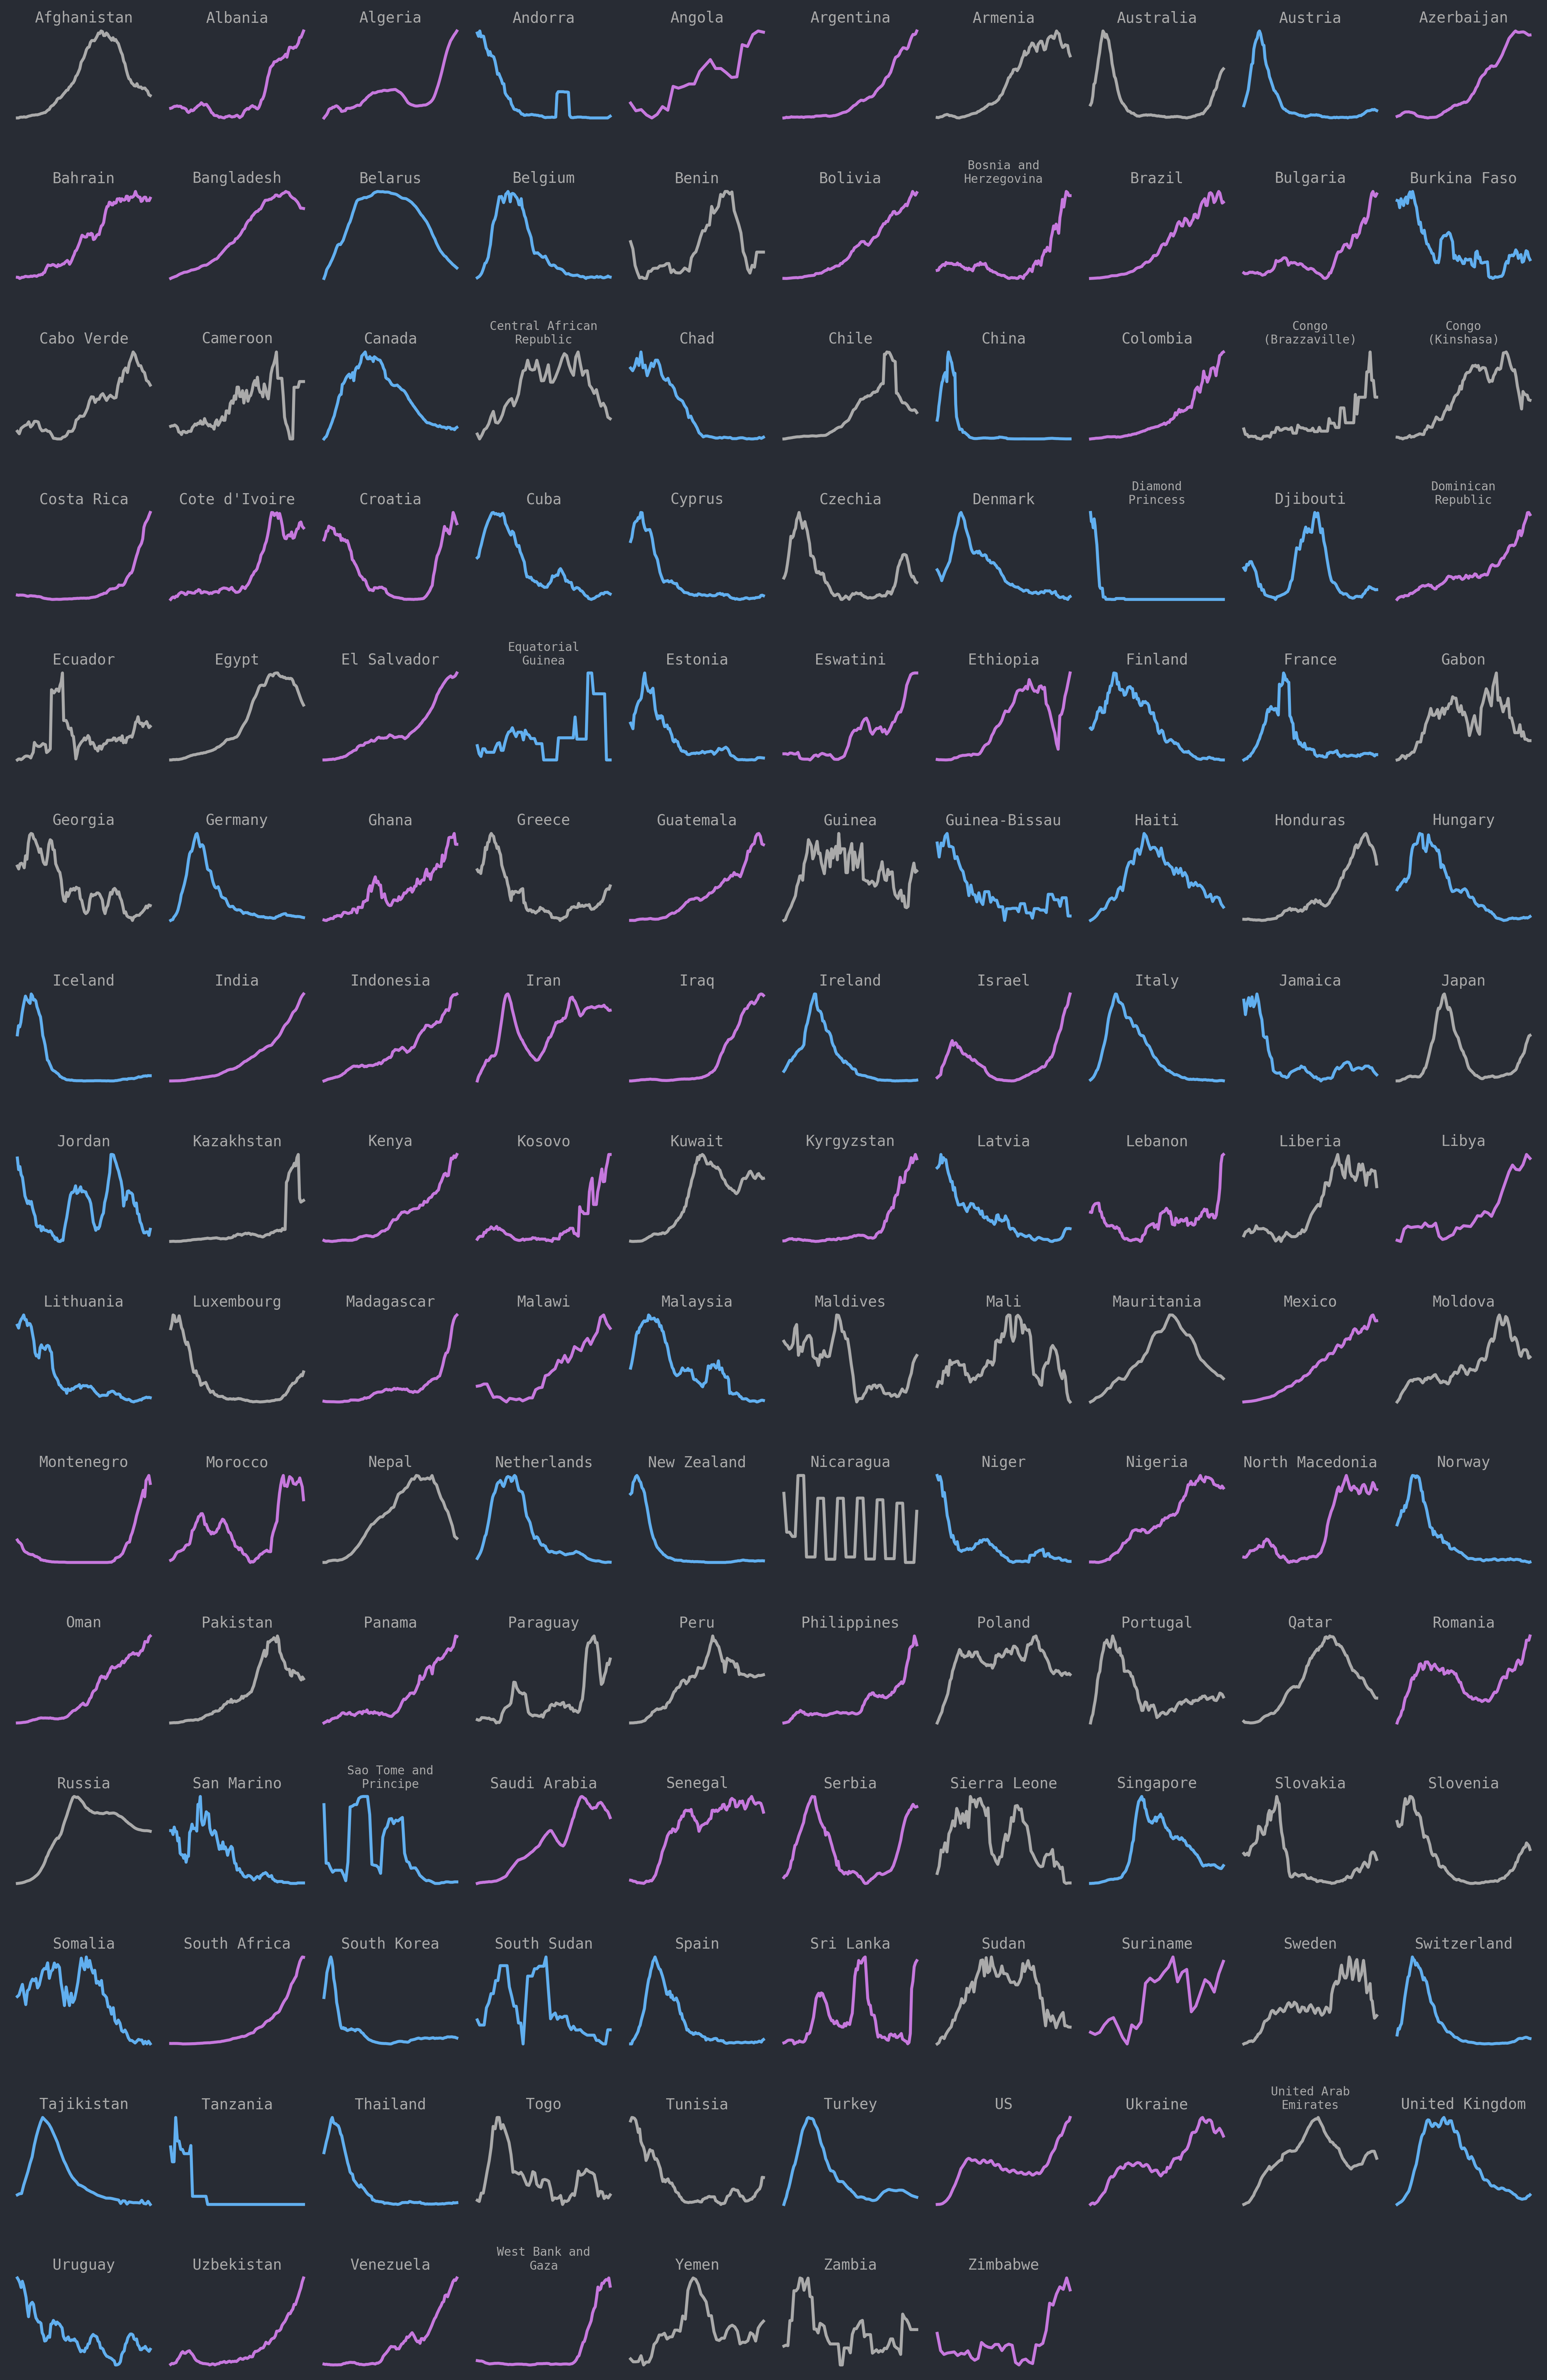 Afghanistan
Albania
Algeria
Andorra
Angola
Argentina
Armenia
Australia
Austria
Azerbaijan
Bahrain
Bangladesh
Belarus
Belgium
Benin
Bolivia
Bosnia and
Herzegovina
Brazil
Bulgaria
Burkina Faso
Cabo Verde
Cameroon
Canada
Central African
Republic
Chad
Chile
China
Colombia
Congo
(Brazzaville)
Congo
(Kinshasa)
Costa Rica
Cote d'Ivoire
Croatia
Cuba
Cyprus
Czechia
Denmark
Diamond
Princess
Djibouti
Dominican
Republic
Ecuador
Egypt
El Salvador
Equatorial
Guinea
Estonia
Eswatini
Ethiopia
Finland
France
Gabon
Georgia
Germany
Ghana
Greece
Guatemala
Guinea
Guinea-Bissau
Haiti
Honduras
Hungary
Iceland
India
Indonesia
Iran
Iraq
Ireland
Israel
Italy
Jamaica
Japan
Jordan
Kazakhstan
Kenya
Kosovo
Kuwait
Kyrgyzstan
Latvia
Lebanon
Liberia
Libya
Lithuania
Luxembourg
Madagascar
Malawi
Malaysia
Maldives
Mali
Mauritania
Mexico
Moldova
Montenegro
Morocco
Nepal
Netherlands
New Zealand
Nicaragua
Niger
Nigeria
North Macedonia
Norway
Oman
Pakistan
Panama
Paraguay
Peru
Philippines
Poland
Portugal
Qatar
Romania
Russia
San Marino
Sao Tome and
Principe
Saudi Arabia
Senegal
Serbia
Sierra Leone
Singapore
Slovakia
Slovenia
Somalia
South Africa
South Korea
South Sudan
Spain
Sri Lanka
Sudan
Suriname
Sweden
Switzerland
Tajikistan
Tanzania
Thailand
Togo
Tunisia
Turkey
US
Ukraine
United Arab
Emirates
United Kingdom
Uruguay
Uzbekistan
Venezuela
West Bank and
Gaza
Yemen
Zambia
Zimbabwe